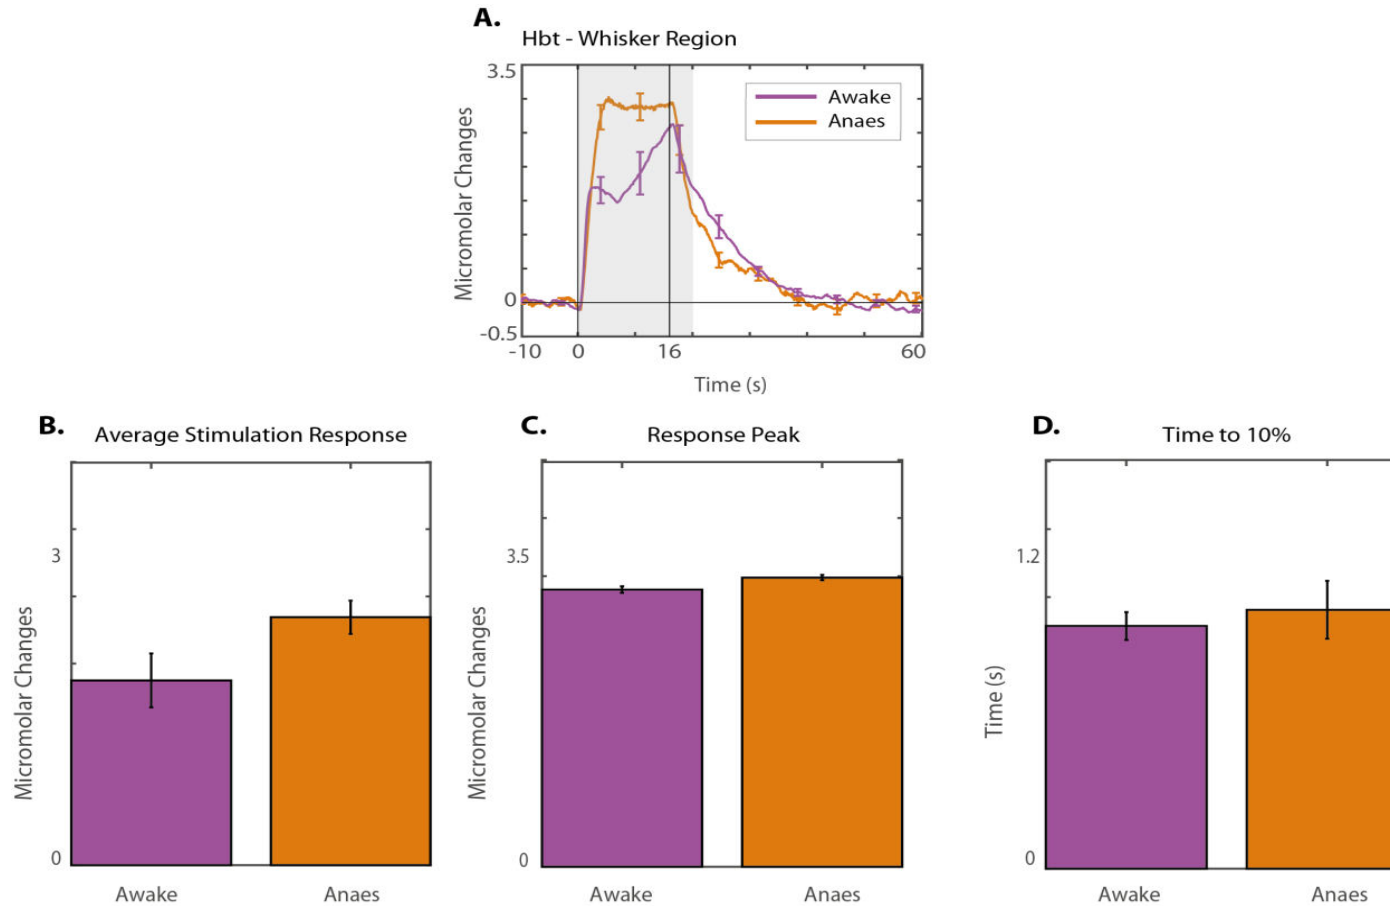 A.
Hbt - Whisker Region
3.5
Awake
Anaes
Micromolar Changes
0
-0.5
-10 0 16 60
Time (s)
B. Average Stimulation Response
3
Micromolar Changes
0
Awake Anaes
C. Response Peak
3.5
Micromolar Changes
0
Awake Anaes
D. Time to 10%
1.2
Time (s)
0
Awake Anaes